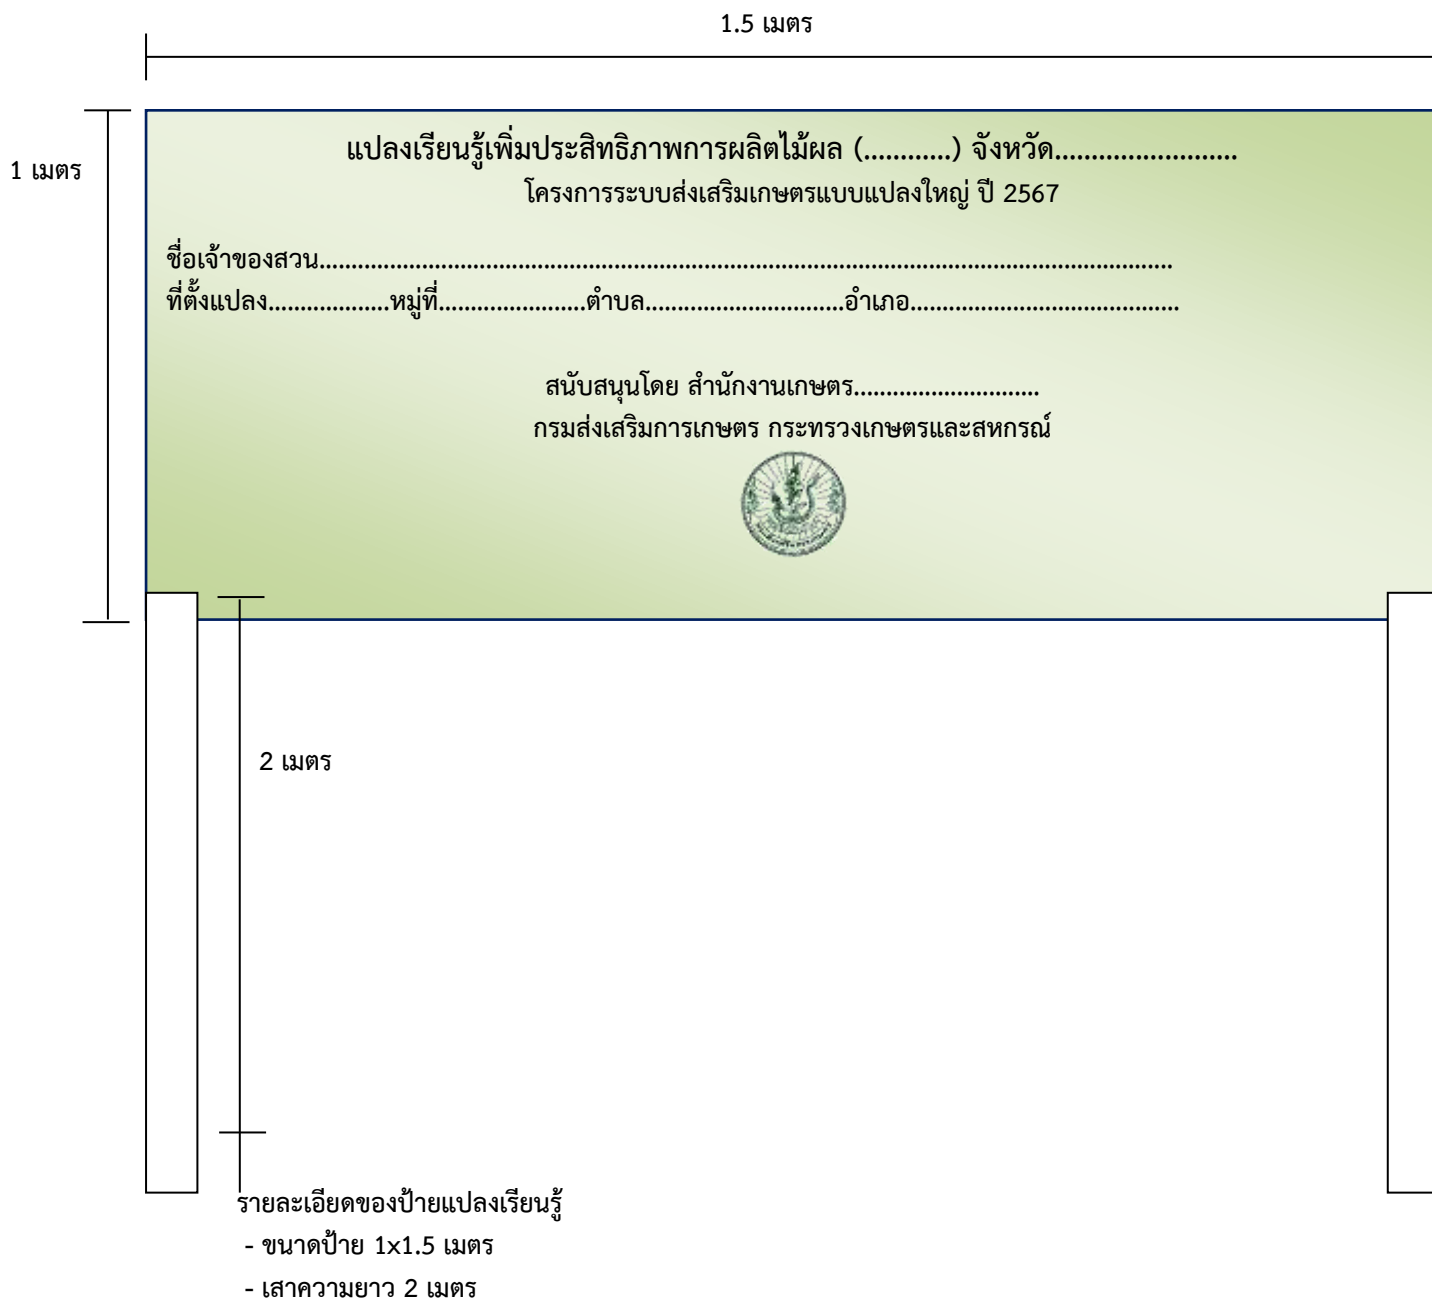 1.5 เมตร
1 เมตร
แปลงเรียนรู้เพิ่มประสิทธิภาพการผลิตไม้ผล (............) จังหวัด.........................
โครงการระบบส่งเสริมเกษตรแบบแปลงใหญ่ ปี 2567
ชื่อเจ้าของสวน.....................................................................................................................................
ที่ตั้งแปลง...................หมู่ที่.......................ตำบล...............................อำเภอ..........................................
สนับสนุนโดย สำนักงานเกษตร.............................
กรมส่งเสริมการเกษตร กระทรวงเกษตรและสหกรณ์
2 เมตร
รายละเอียดของป้ายแปลงเรียนรู้
- ขนาดป้าย 1x1.5 เมตร
- เสาความยาว 2 เมตร